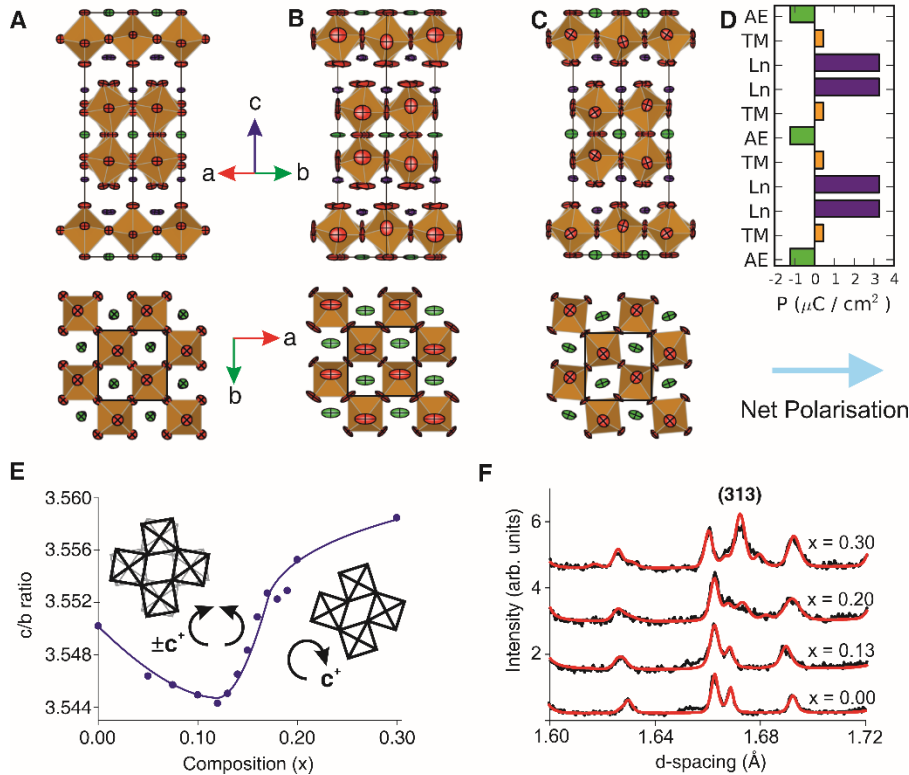 A
B
C
D
c
a
b
AE
TM
Ln
Ln
TM
AE
TM
Ln
Ln
TM
AE
-2 -1 0 1 2 3 4
P (μC / cm²)
a
b
Net Polarisation
E
3.560
3.556
3.552
3.548
3.544
c/b ratio
±c⁺
c⁺
0.00 0.10 0.20 0.30
Composition (x)
F
(313)
Intensity (arb. units)
6
4
2
x = 0.30
x = 0.20
x = 0.13
x = 0.00
1.60 1.64 1.68 1.72
d-spacing (Å)